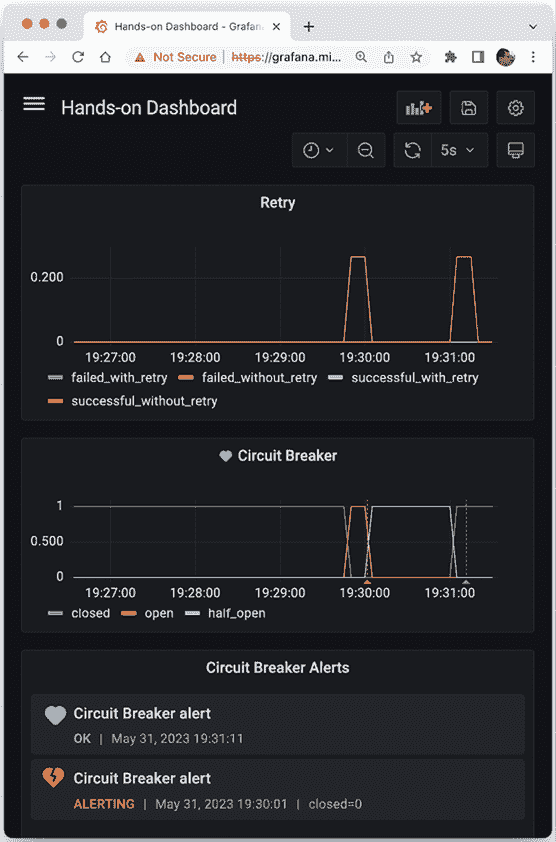 Hands-on Dashboard - Grafan
Not Secure | https://grafana.mi...
Hands-on Dashboard
5s
Retry
0.200
0
19:27:00 19:28:00 19:29:00 19:30:00 19:31:00
failed_with_retry failed_without_retry successful_with_retry
successful_without_retry
Circuit Breaker
1
0.500
0
19:27:00 19:28:00 19:29:00 19:30:00 19:31:00
closed open half_open
Circuit Breaker Alerts
Circuit Breaker alert
OK | May 31, 2023 19:31:11
Circuit Breaker alert
ALERTING | May 31, 2023 19:30:01 | closed=0